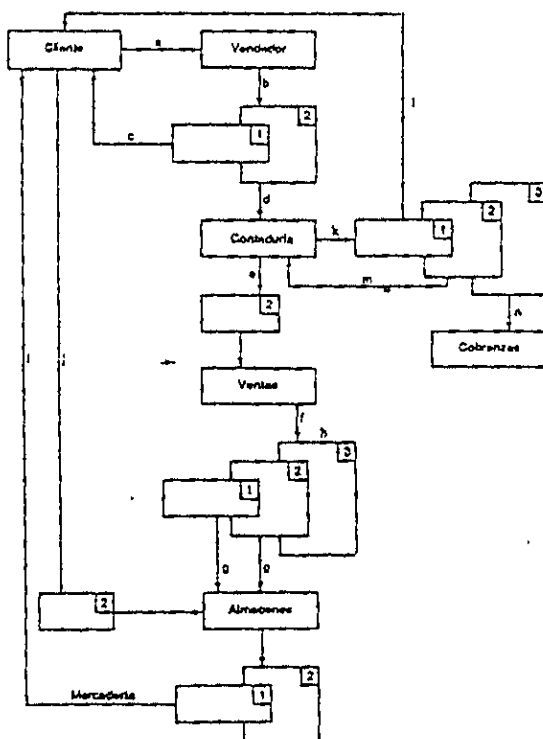 l
Cliente
a
Vendedor
b
2
1
c
d
3
2
1
Contaduría
k
m
e
n
2
Cobranzas
Ventas
i
j
f
h
3
2
1
g
g
2
Almacenes
Mercadería
2
1